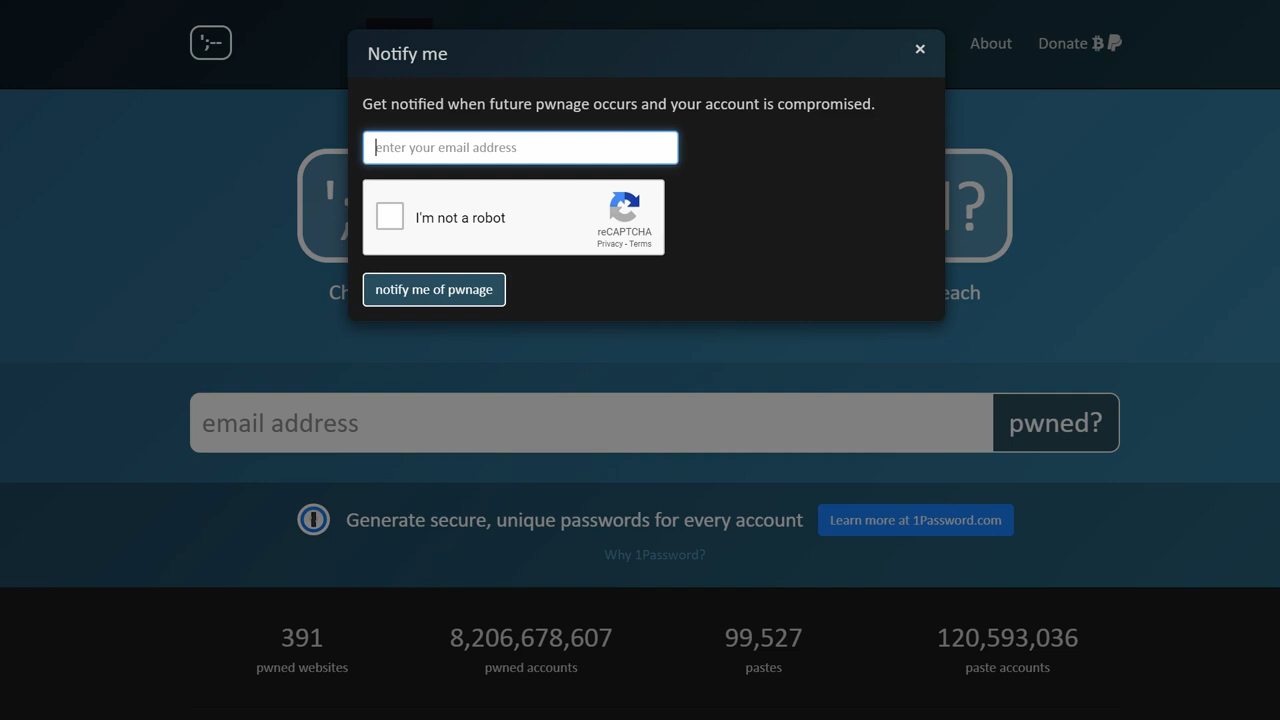 ';--
About
Donate
Notify me
×
Get notified when future pwnage occurs and your account is compromised.
enter your email address
I'm not a robot
reCAPTCHA
Privacy - Terms
notify me of pwnage
';
?
Ch
each
email address
pwned?
Generate secure, unique passwords for every account
Learn more at 1Password.com
Why 1Password?
391
8,206,678,607
99,527
120,593,036
pwned websites
pwned accounts
pastes
paste accounts